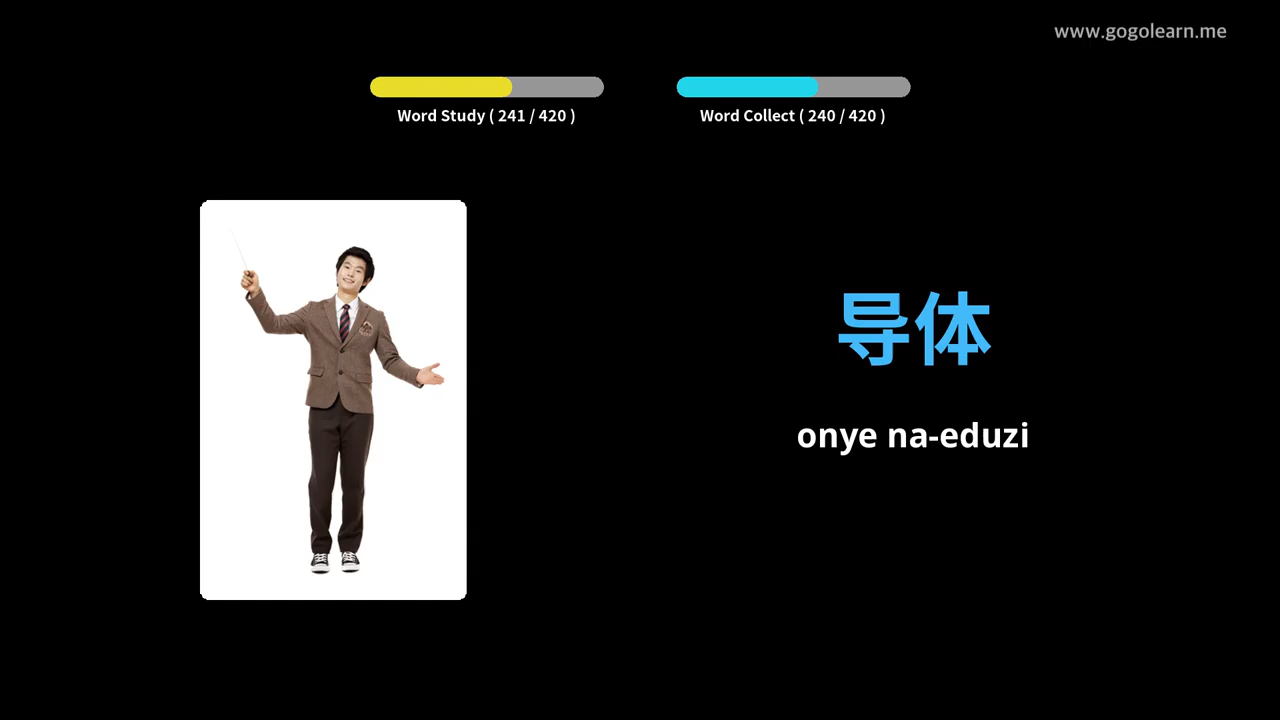 www.gogolearn.me
Word Study ( 241 / 420 )
Word Collect ( 240 / 420 )
导体
onye na-eduzi